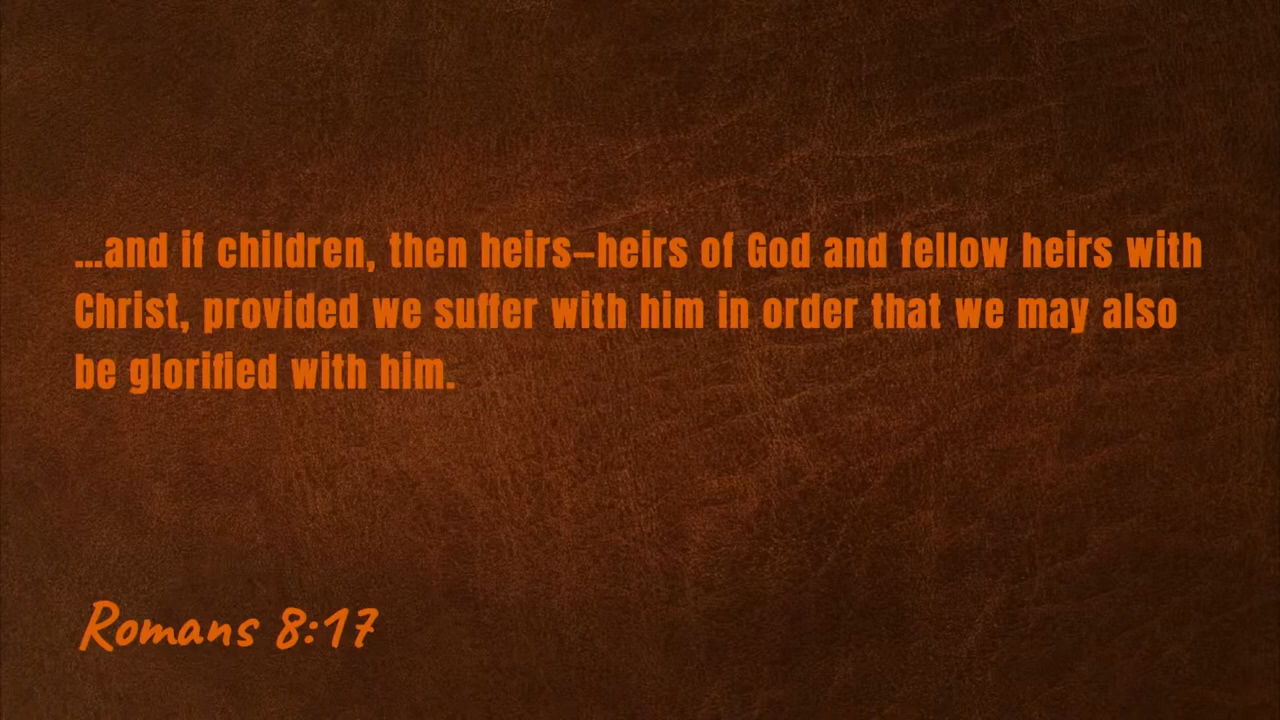 ...and if children, then heirs—heirs of God and fellow heirs with
Christ, provided we suffer with him in order that we may also
be glorified with him.
Romans 8:17